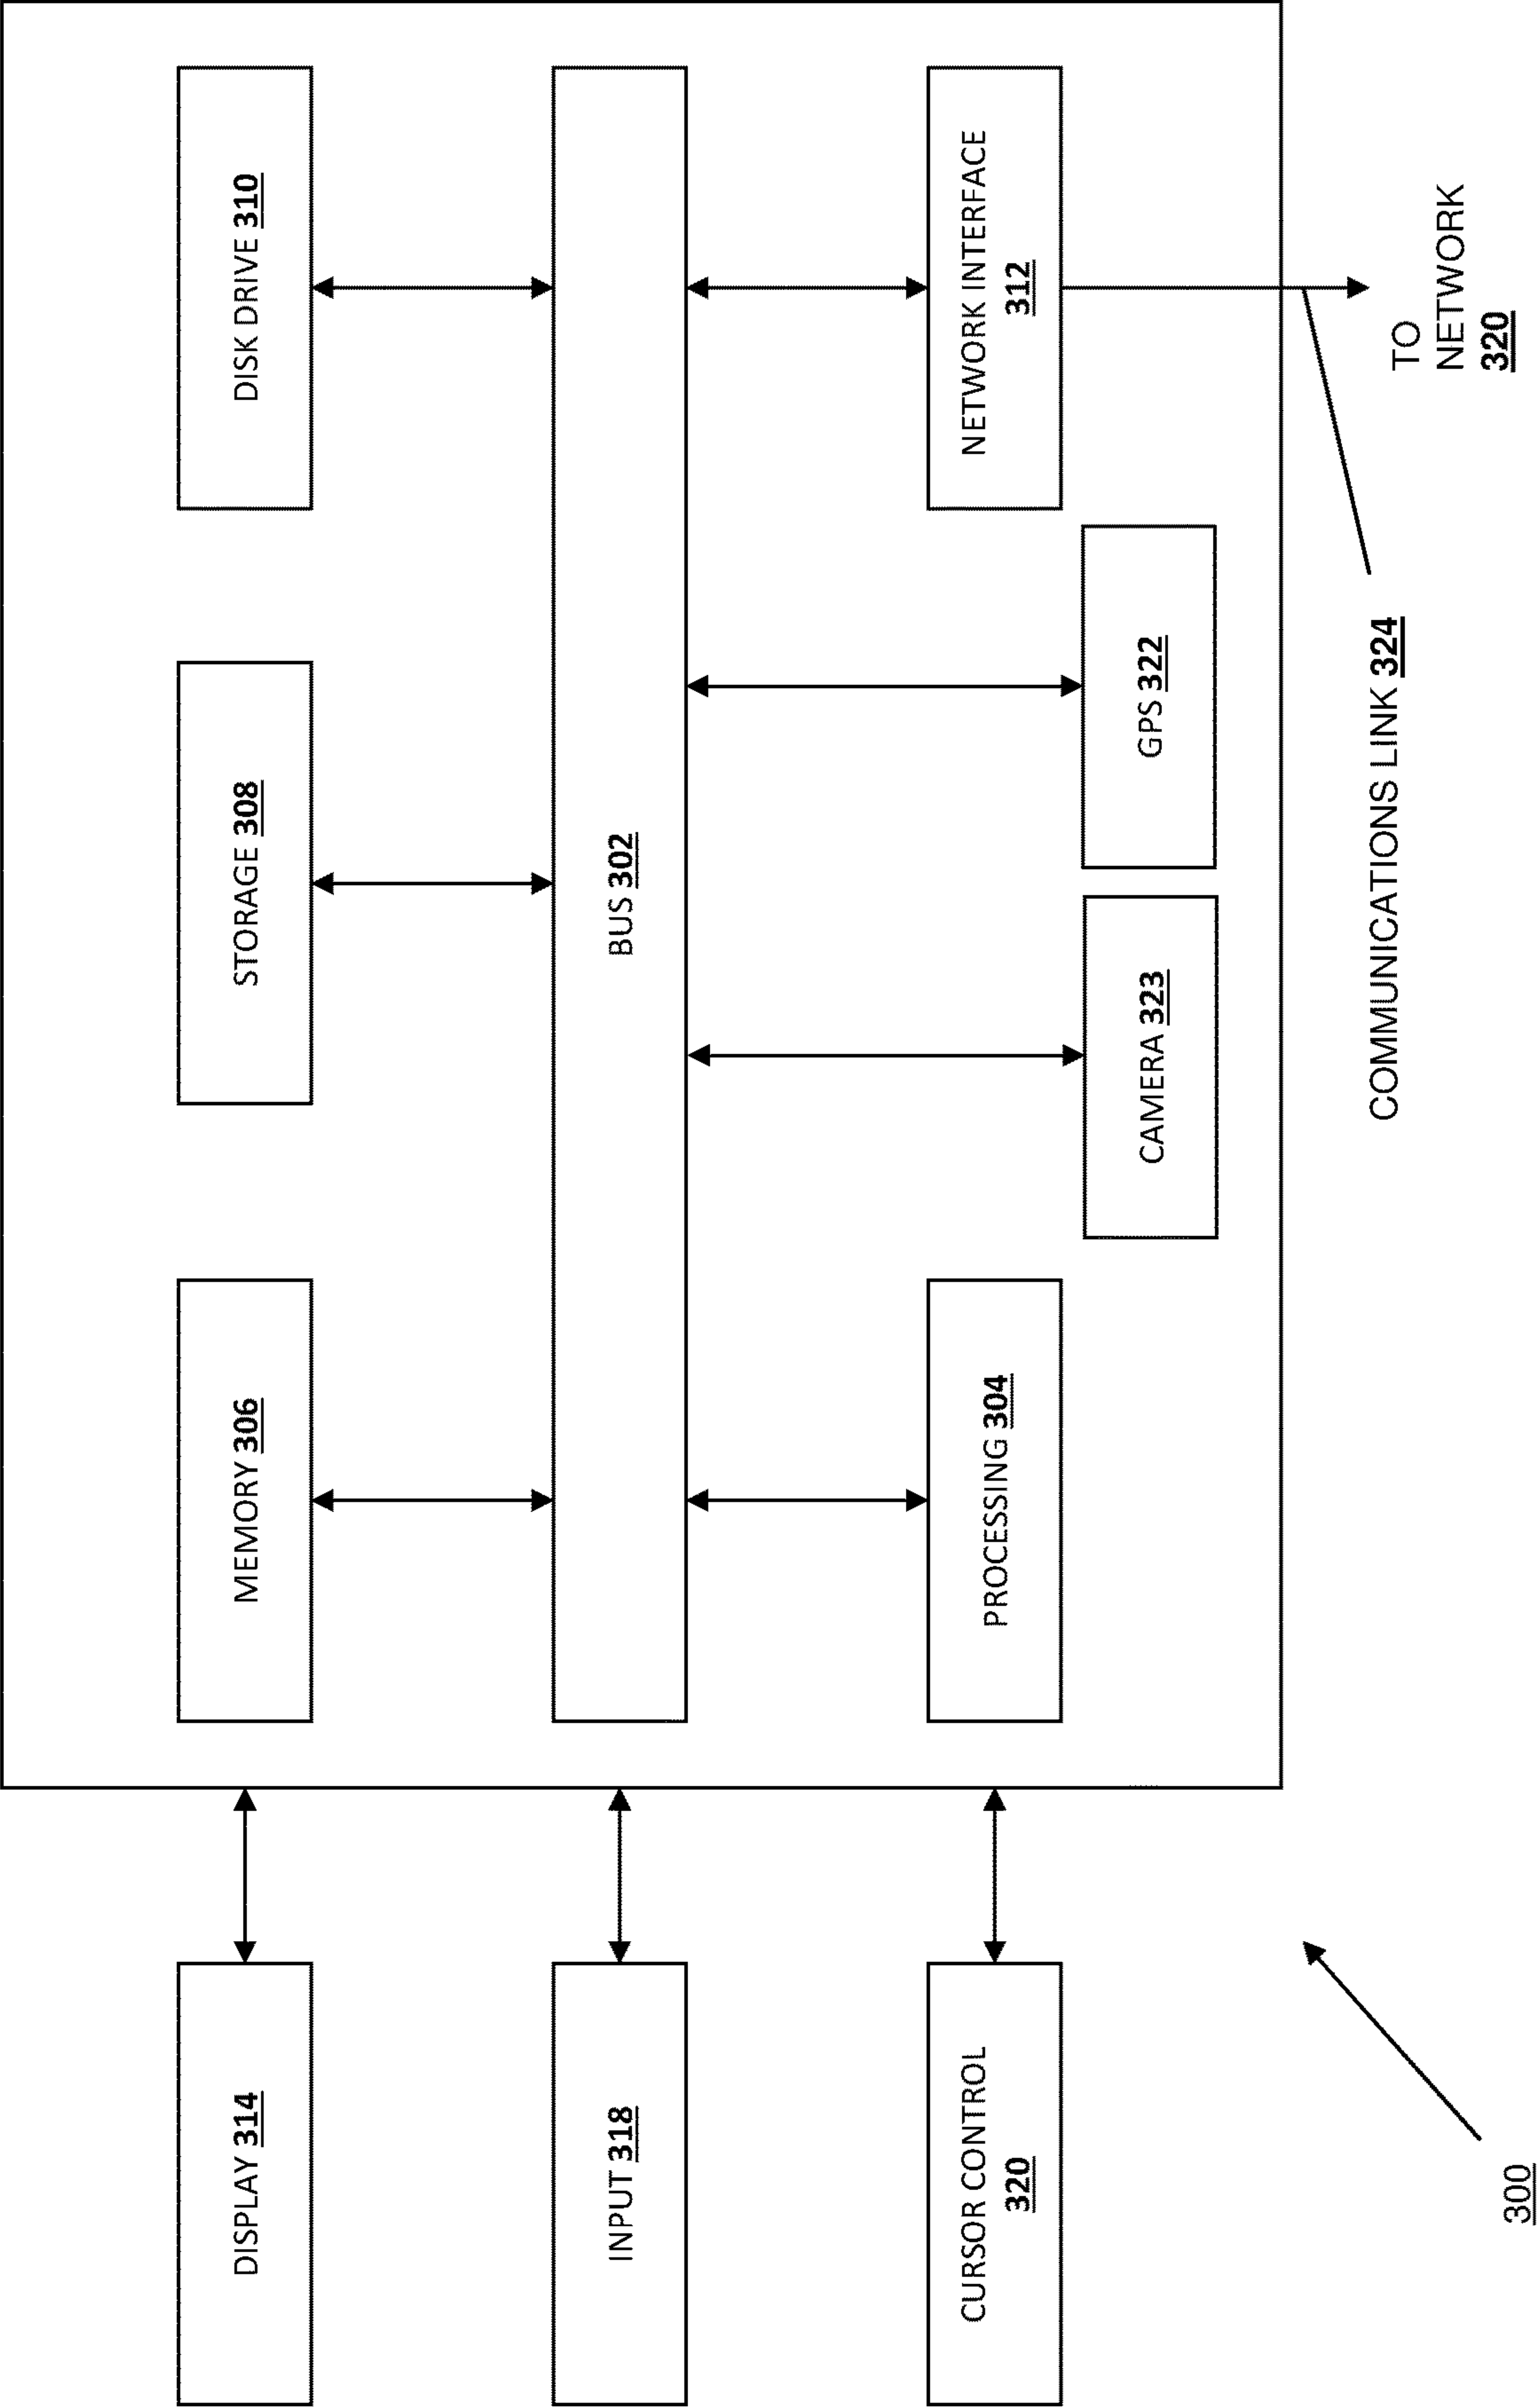 DISPLAY 314
MEMORY 306
STORAGE 308
DISK DRIVE 310
INPUT 318
BUS 302
CURSOR CONTROL
320
PROCESSING 304
CAMERA 323
GPS 322
NETWORK INTERFACE
312
COMMUNICATIONS LINK 324
TO
NETWORK
320
300